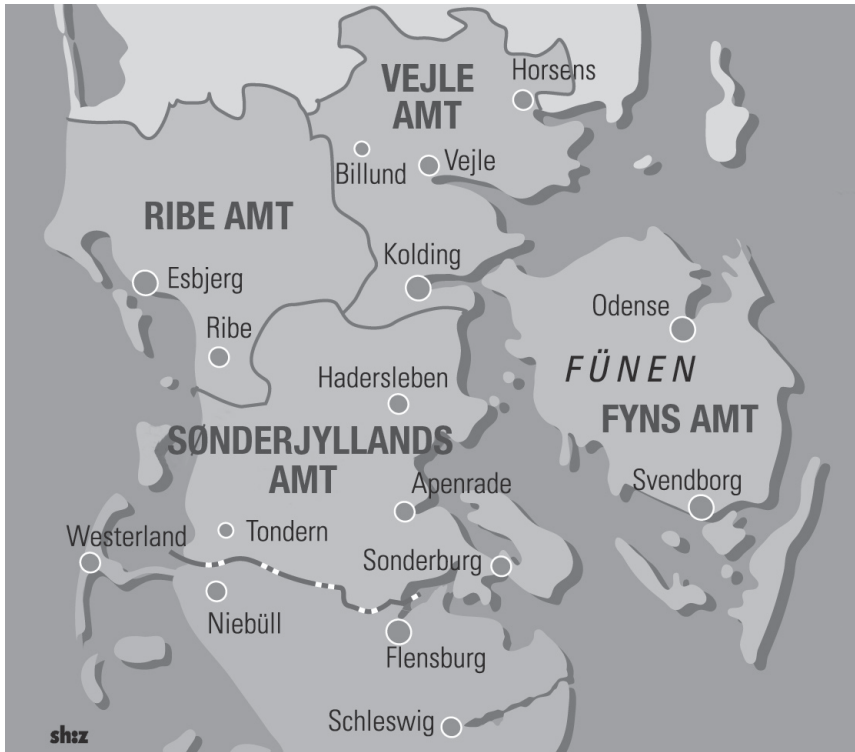 VEJLE
AMT
Horsens
Billund
Vejle
RIBE AMT
Kolding
Esbjerg
Odense
Ribe
FÜNEN
Hadersleben
FYNS AMT
SØNDERJYLLANDS
AMT
Apenrade
Svendborg
Westerland
Tondern
Sonderburg
Niebüll
Flensburg
Schleswig
sh:z